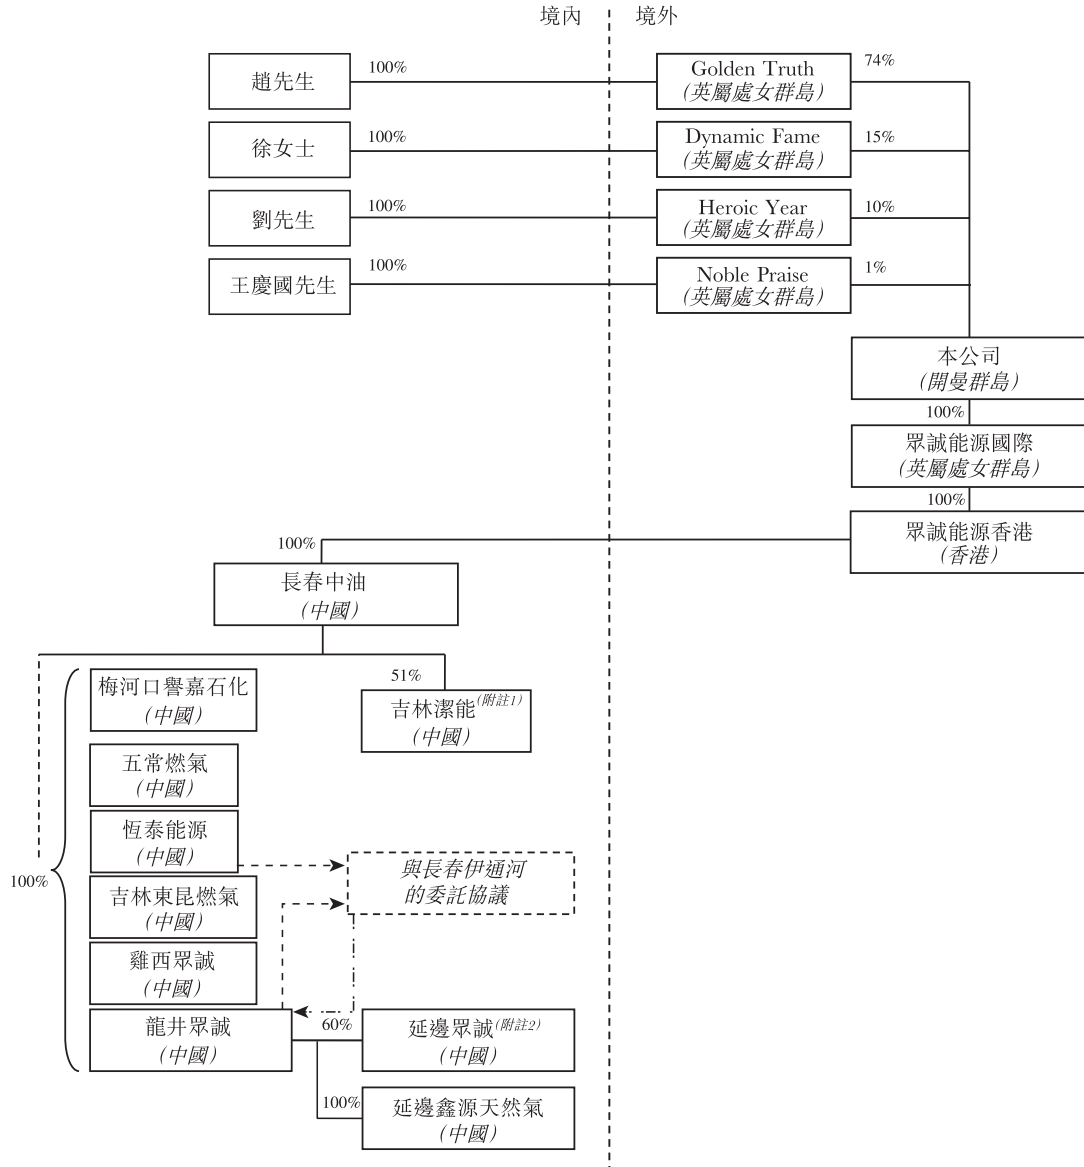 境內
境外
趙先生
100%
Golden Truth
(英屬處女群島)
74%
徐女士
100%
Dynamic Fame
(英屬處女群島)
15%
劉先生
100%
Heroic Year
(英屬處女群島)
10%
王慶國先生
100%
Noble Praise
(英屬處女群島)
1%
本公司
(開曼群島)
100%
眾誠能源國際
(英屬處女群島)
100%
眾誠能源香港
(香港)
100%
長春中油
(中國)
100%
梅河口譽嘉石化
(中國)
51%
吉林潔能(附註1)
(中國)
五常燃氣
(中國)
恆泰能源
(中國)
與長春伊通河
的委託協議
吉林東昆燃氣
(中國)
雞西眾誠
(中國)
龍井眾誠
(中國)
60%
延邊眾誠(附註2)
(中國)
100%
延邊鑫源天然氣
(中國)